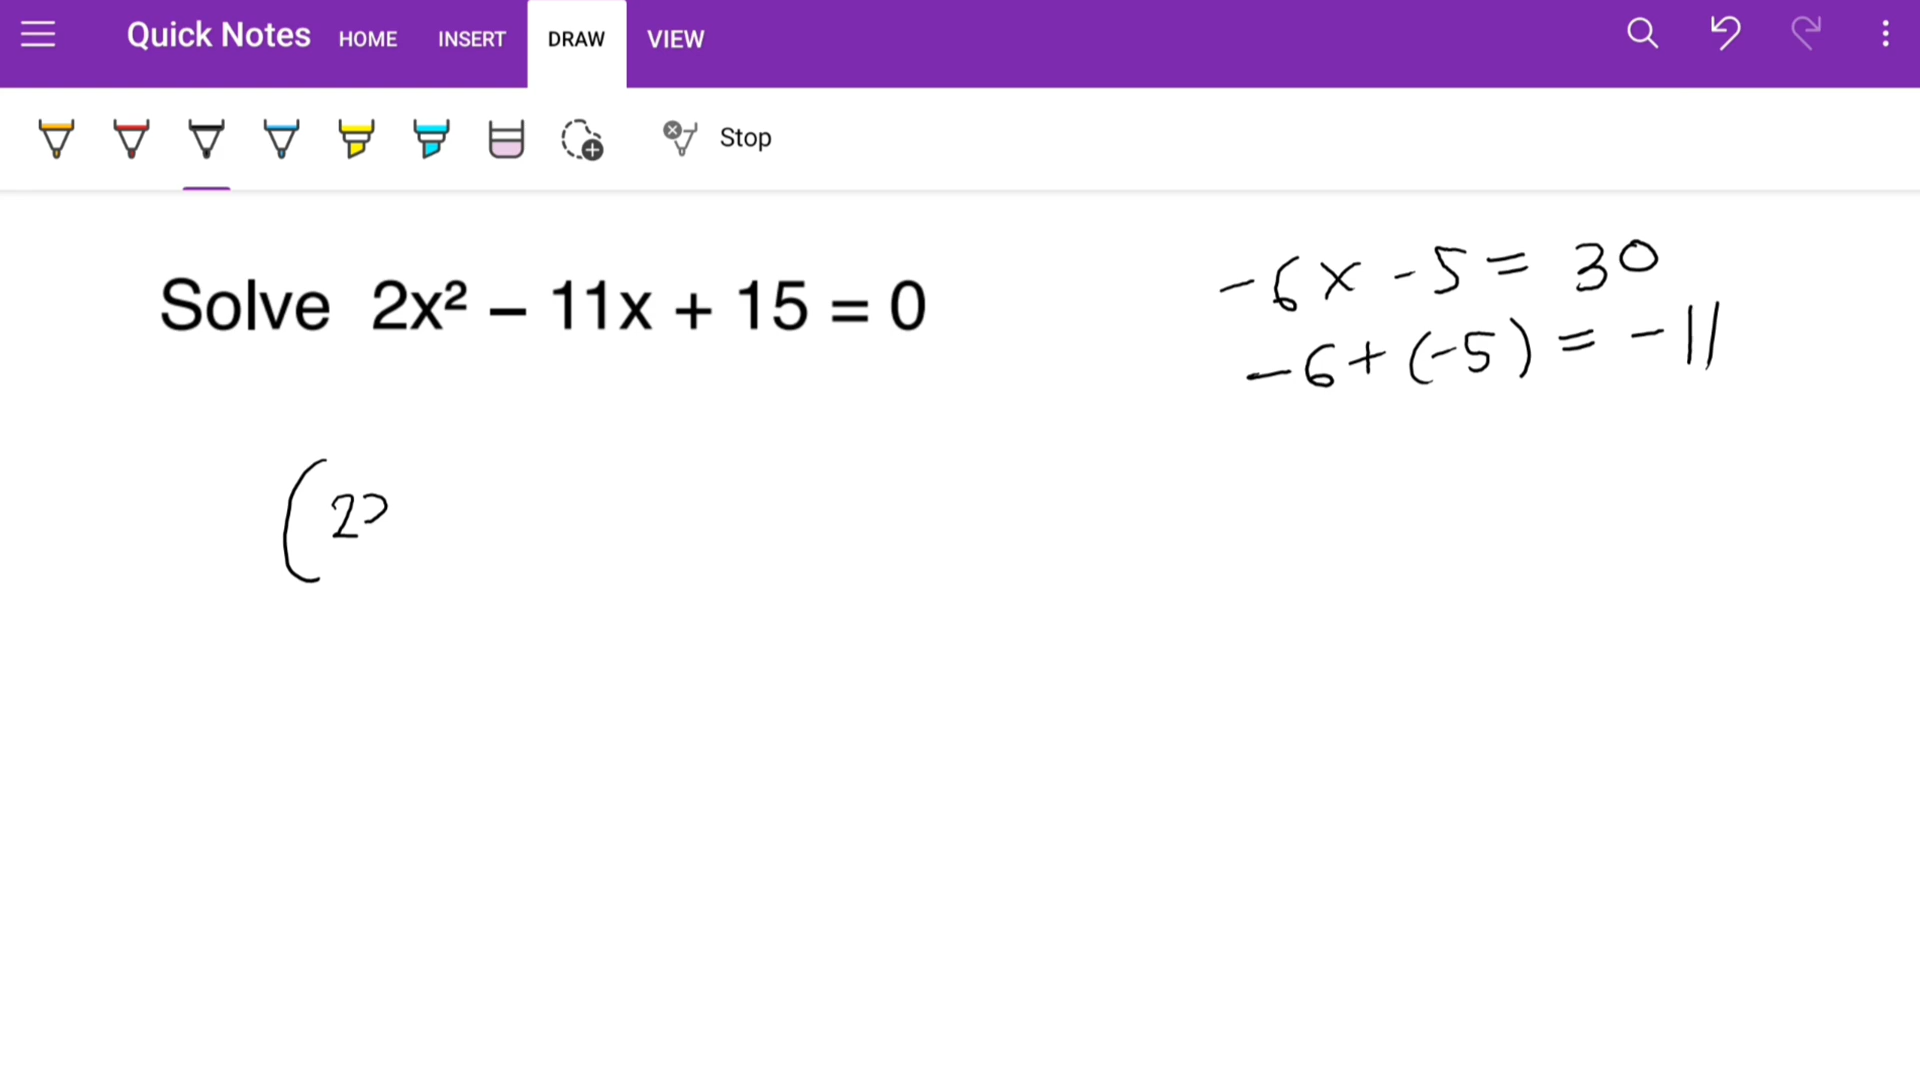 Quick Notes HOME INSERT DRAW VIEW
Stop
Solve 2x² – 11x + 15 = 0
-6 x -5 = 30
-6 + (-5) = -11
(2